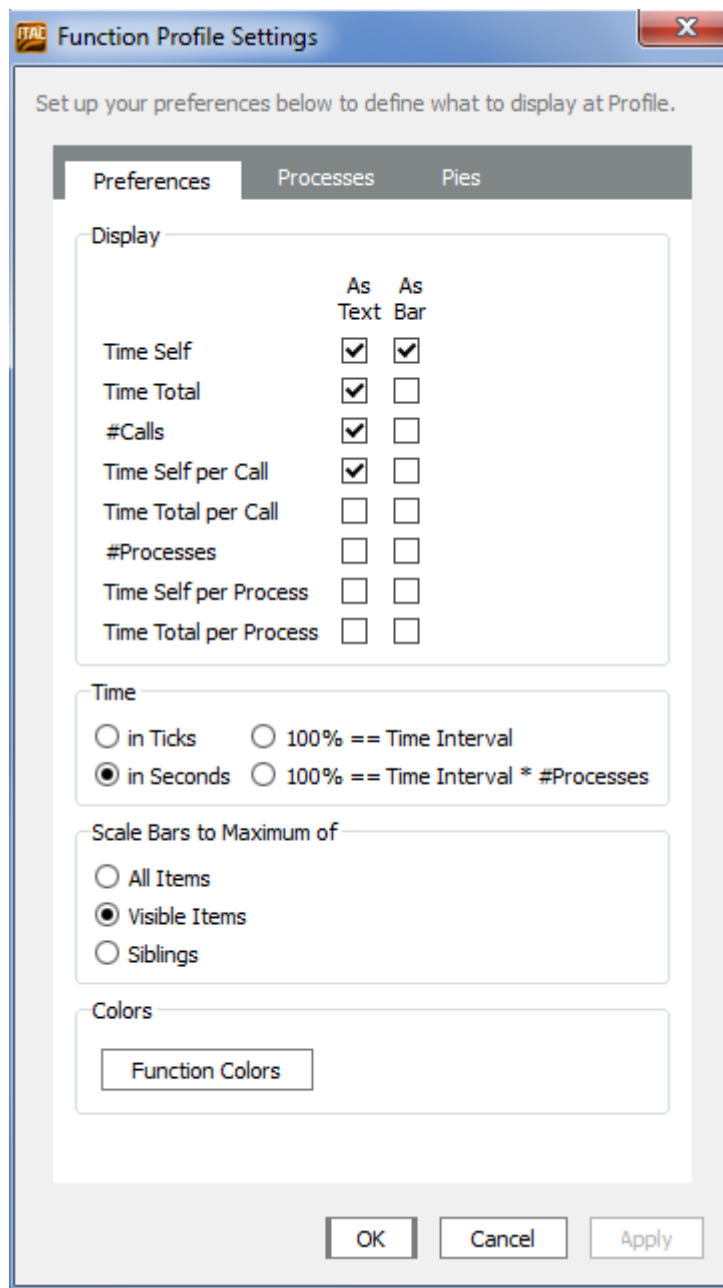 ITAC Function Profile Settings
Set up your preferences below to define what to display at Profile.
Preferences Processes Pies
Display
As As
Text Bar
Time Self
Time Total
#Calls
Time Self per Call
Time Total per Call
#Processes
Time Self per Process
Time Total per Process
Time
in Ticks 100% == Time Interval
in Seconds 100% == Time Interval * #Processes
Scale Bars to Maximum of
All Items
Visible Items
Siblings
Colors
Function Colors
OK Cancel Apply